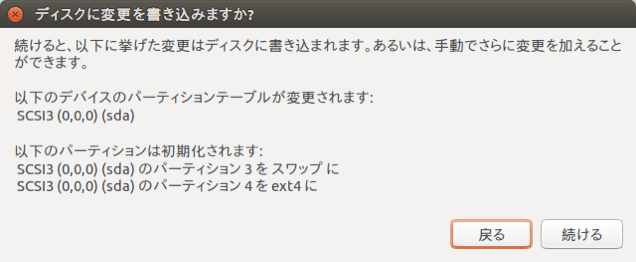 ディスクに変更を書き込みますか?
続けると、以下に挙げた変更はディスクに書き込まれます。あるいは、手動でさらに変更を加えること
ができます。
以下のデバイスのパーティションテーブルが変更されます:
SCSI3 (0,0,0) (sda)
以下のパーティションは初期化されます:
SCSI3 (0,0,0) (sda) のパーティション 3 を スワップ に
SCSI3 (0,0,0) (sda) のパーティション 4 を ext4 に
戻る
続ける